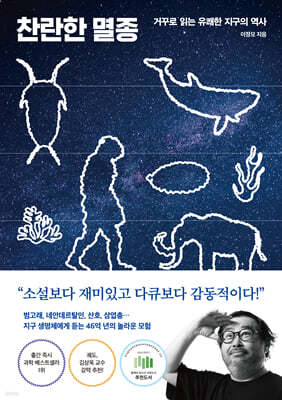 찬란한 멸종
거꾸로 읽는 유쾌한 지구의 역사
이정모 지음
“소설보다 재미있고 다큐보다 감동적이다!”
범고래, 네안데르탈인, 산호, 삼엽충…
지구 생명체에게 듣는 46억 년의 놀라운 모험
출간 즉시
과학 베스트셀러
1위
궤도,
김상욱 교수
강력 추천!
추천도서